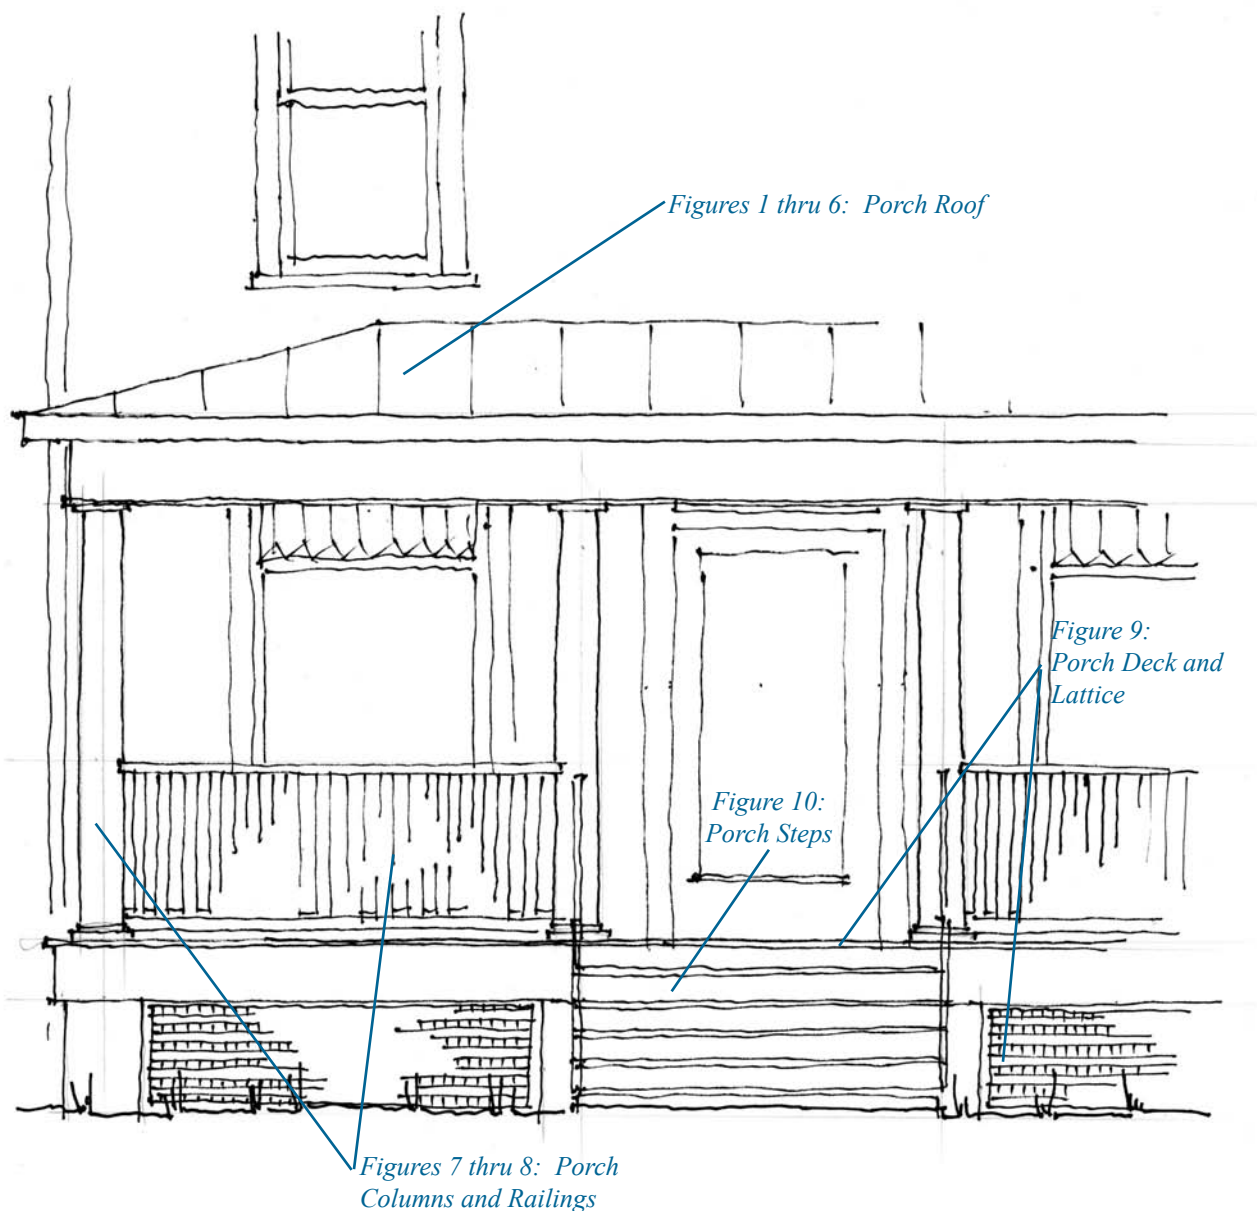 Figures 1 thru 6:  Porch Roof
Figure 9:
Porch Deck and
Lattice
Figure 10:
Porch Steps
Figures 7 thru 8:  Porch
Columns and Railings